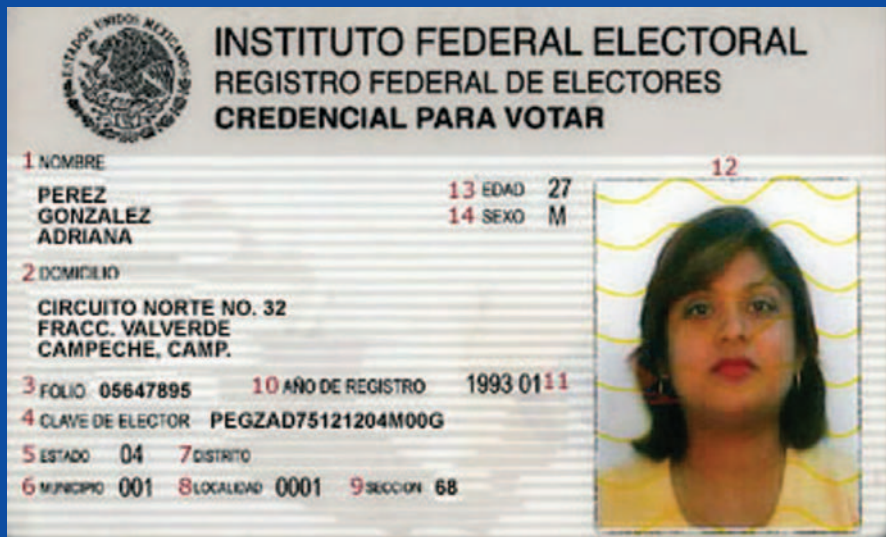 ESTADOS UNIDOS MEXICANOS
INSTITUTO FEDERAL ELECTORAL
REGISTRO FEDERAL DE ELECTORES
CREDENCIAL PARA VOTAR
1 NOMBRE
PEREZ
GONZALEZ
ADRIANA
13 EDAD 27
14 SEXO M
12
2 DOMICILIO
CIRCUITO NORTE NO. 32
FRACC. VALVERDE
CAMPECHE, CAMP.
3 FOLIO 05647895 10 AÑO DE REGISTRO 1993 01 11
4 CLAVE DE ELECTOR PEGZAD75121204M00G
5 ESTADO 04 7 DISTRITO
6 MUNICIPIO 001 8 LOCALIDAD 0001 9 SECCION 68